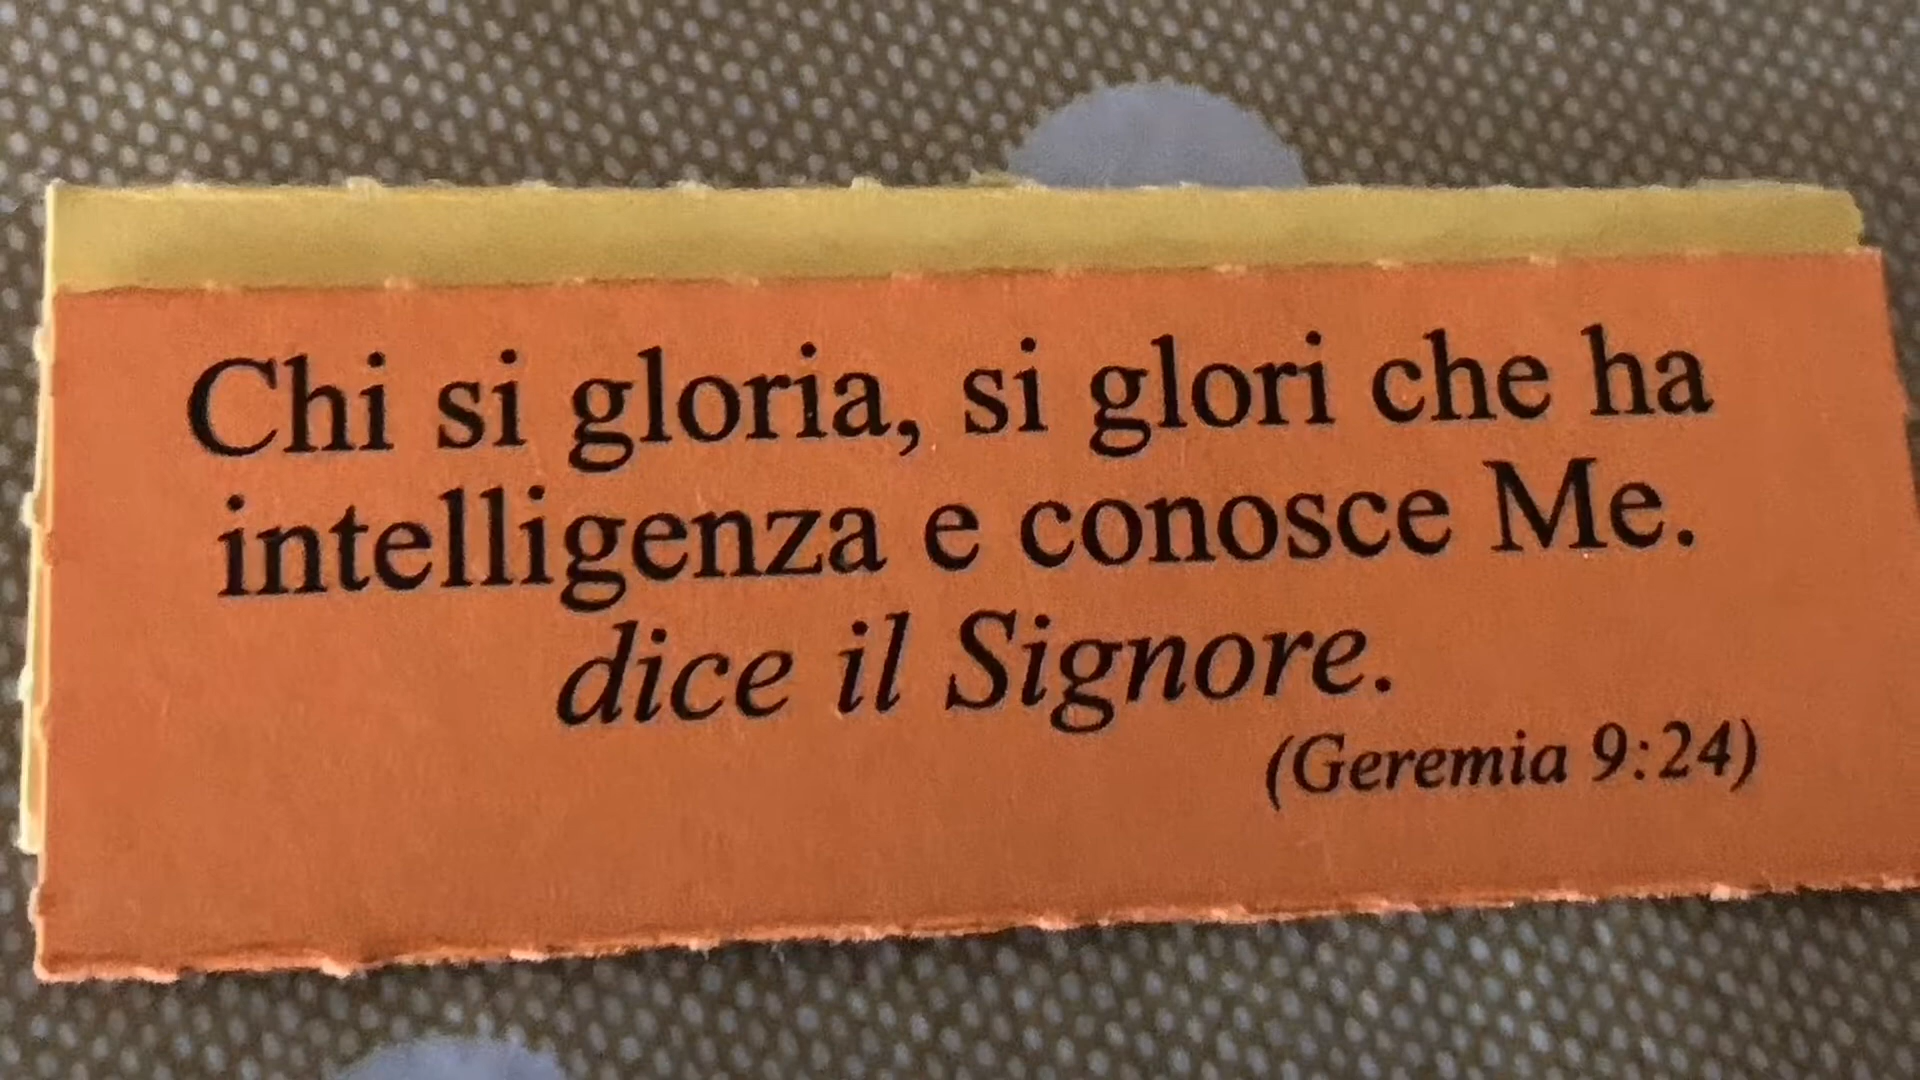 Chi si gloria, si glori che ha
intelligenza e conosce Me.
dice il Signore.
(Geremia 9:24)